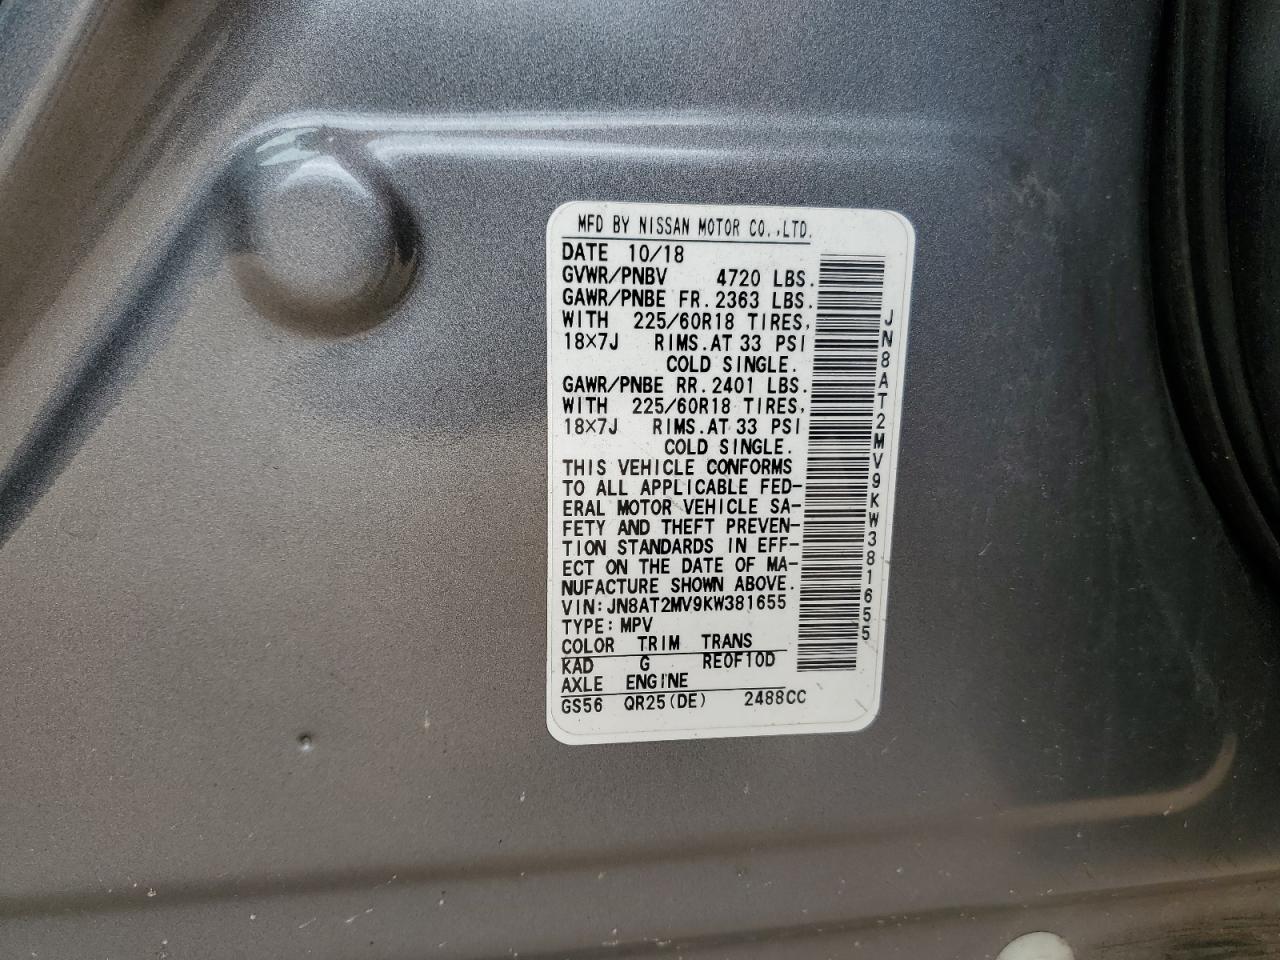 MFD BY NISSAN MOTOR CO.,LTD.
DATE 10/18
GVWR/PNBV 4720 LBS.
GAWR/PNBE FR. 2363 LBS.
WITH 225/60R18 TIRES,
18×7J RIMS. AT 33 PSI
COLD SINGLE.
GAWR/PNBE RR. 2401 LBS.
WITH 225/60R18 TIRES,
18×7J RIMS. AT 33 PSI
COLD SINGLE.
THIS VEHICLE CONFORMS
TO ALL APPLICABLE FED-
ERAL MOTOR VEHICLE SA-
FETY AND THEFT PREVEN-
TION STANDARDS IN EFF-
ECT ON THE DATE OF MA-
NUFACTURE SHOWN ABOVE.
VIN: JN8AT2MV9KW381655
TYPE: MPV
COLOR TRIM TRANS
KAD G RE0F10D
AXLE ENGINE
GS56 QR25(DE) 2488CC
JN8AT2MV9KW381655